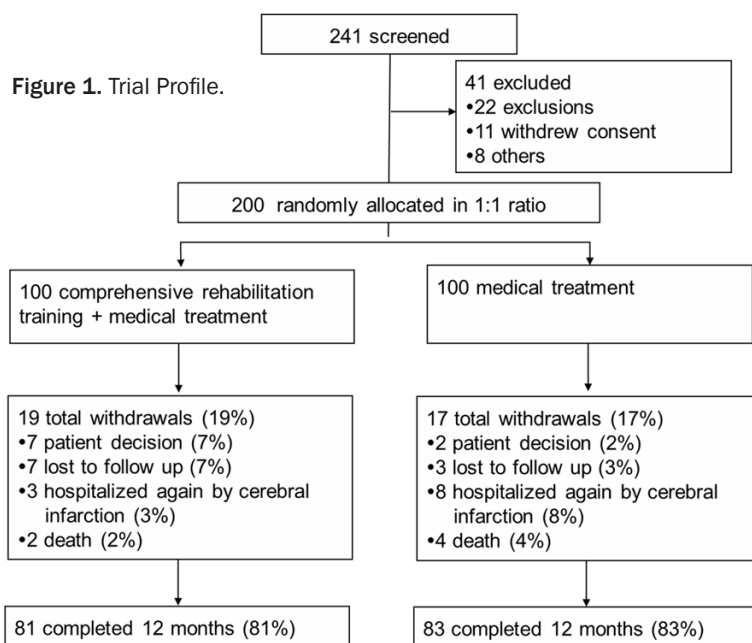 241 screened
Figure 1. Trial Profile.
41 excluded
•22 exclusions
•11 withdrew consent
•8 others
200 randomly allocated in 1:1 ratio
100 comprehensive rehabilitation
training + medical treatment
100 medical treatment
19 total withdrawals (19%)
•7 patient decision (7%)
•7 lost to follow up (7%)
•3 hospitalized again by cerebral
infarction (3%)
•2 death (2%)
17 total withdrawals (17%)
•2 patient decision (2%)
•3 lost to follow up (3%)
•8 hospitalized again by cerebral
infarction (8%)
•4 death (4%)
81 completed 12 months (81%)
83 completed 12 months (83%)